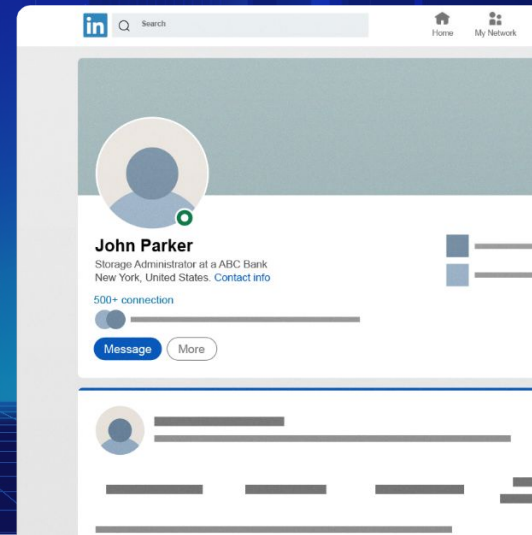 in
Search
Home
My Network
John Parker
Storage Administrator at a ABC Bank
New York, United States. Contact info
500+ connection
Message
More